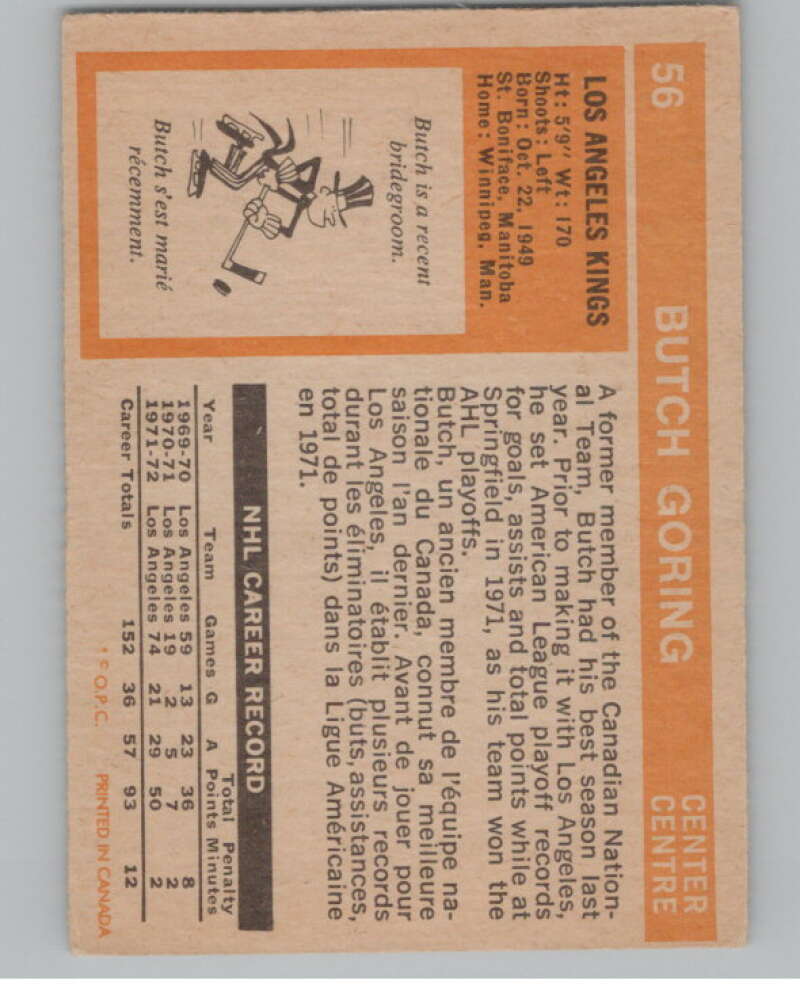 56 BUTCH GORING CENTER
CENTRE
LOS ANGELES KINGS
Ht: 5'9" Wt: 170
Shoots: Left
Born: Oct. 22, 1949
St. Boniface, Manitoba
Home: Winnipeg, Man.
Butch is a recent
bridegroom.
Butch s'est marié
récemment.
A former member of the Canadian Nation-
al Team, Butch had his best season last
year. Prior to making it with Los Angeles,
he set American League playoff records
for goals, assists and total points while at
Springfield in 1971, as his team won the
AHL playoffs.
Butch, un ancien membre de l'équipe na-
tionale du Canada, connut sa meilleure
saison l'an dernier. Avant de jouer pour
Los Angeles, il établit plusieurs records
durant les éliminatoires (buts, assistances,
total de points) dans la Ligue Américaine
en 1971.
NHL CAREER RECORD
Total Penalty
Year Team Games G A Points Minutes
1969-70 Los Angeles 59 13 23 36 8
1970-71 Los Angeles 19 2 5 7 2
1971-72 Los Angeles 74 21 29 50 2
Career Totals 152 36 57 93 12
* © O.P.C. PRINTED IN CANADA